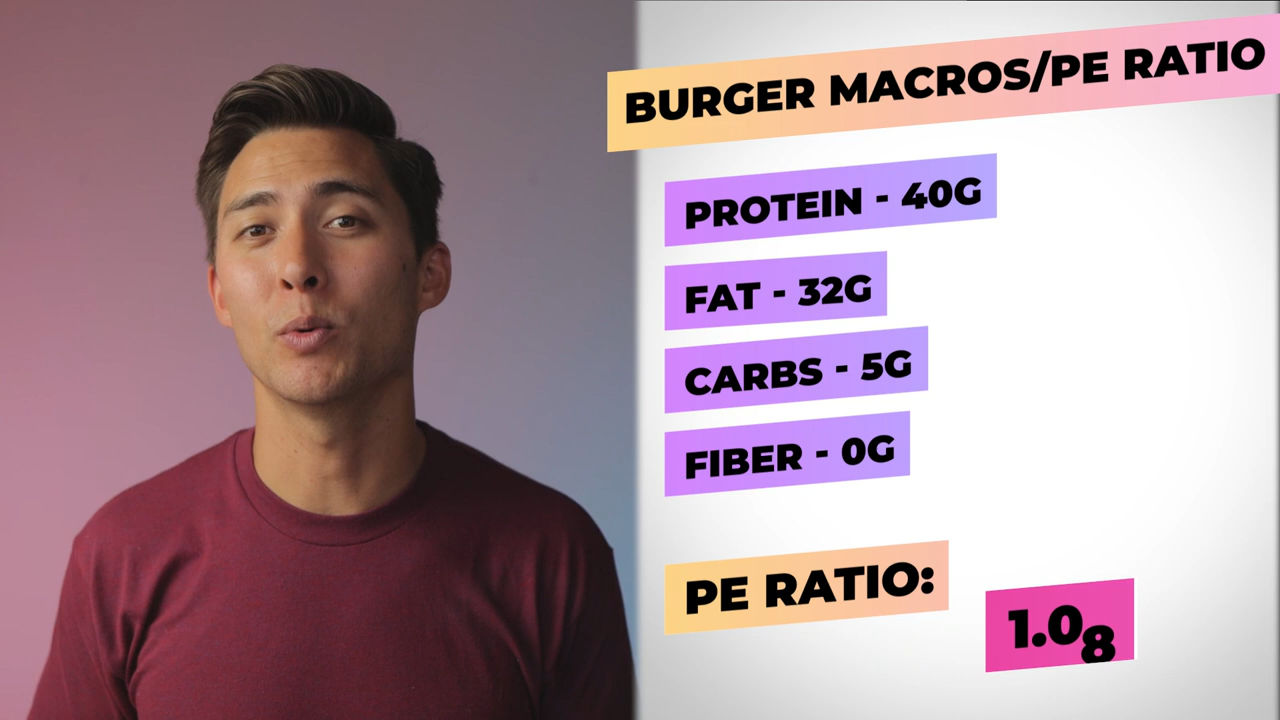 BURGER MACROS/PE RATIO
PROTEIN - 40G
FAT - 32G
CARBS - 5G
FIBER - 0G
PE RATIO:
1.08